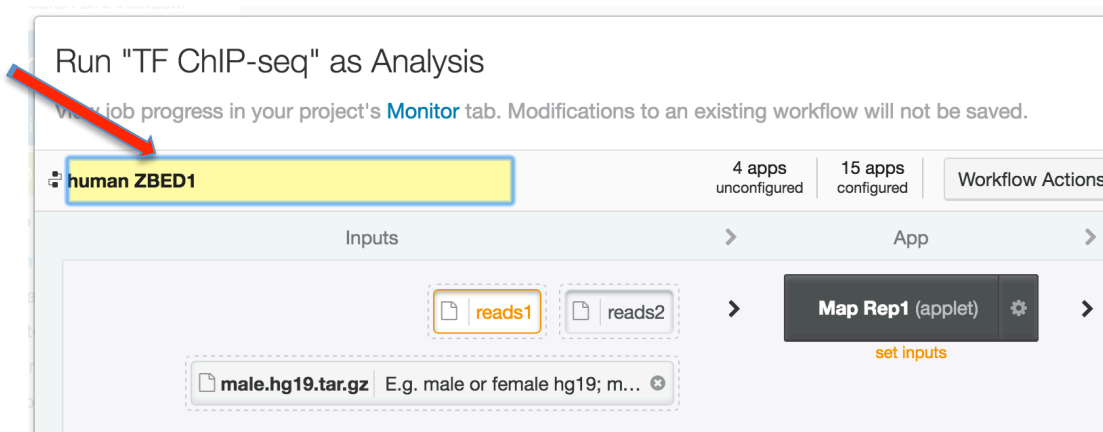 Run "TF ChIP-seq" as Analysis
View job progress in your project's Monitor tab. Modifications to an existing workflow will not be saved.
human ZBED1
4 apps
unconfigured
15 apps
configured
Workflow Actions
Inputs
App
reads1
reads2
Map Rep1 (applet)
set inputs
male.hg19.tar.gz E.g. male or female hg19; m...